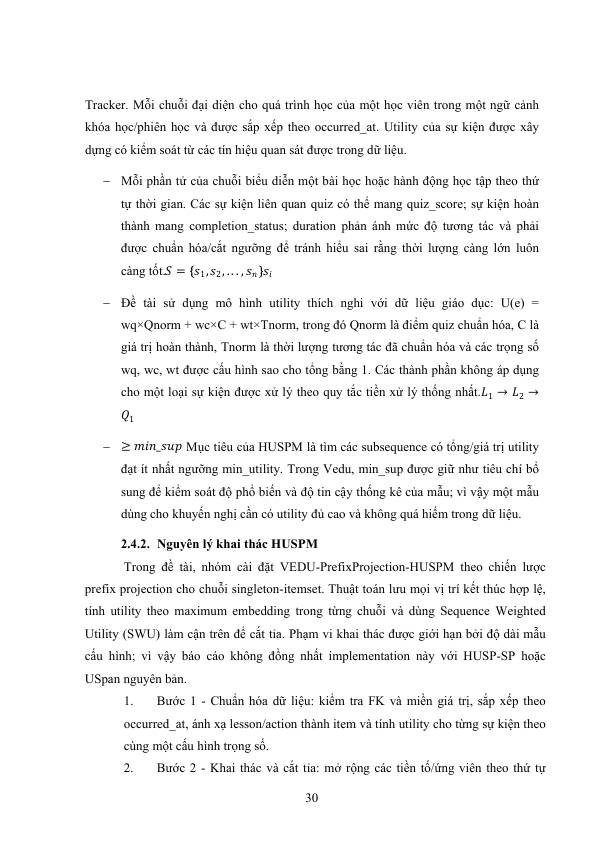 Tracker. Mỗi chuỗi đại diện cho quá trình học của một học viên trong một ngữ cảnh
khóa học/phiên học và được sắp xếp theo occurred_at. Utility của sự kiện được xây
dựng có kiểm soát từ các tín hiệu quan sát được trong dữ liệu.
– Mỗi phần tử của chuỗi biểu diễn một bài học hoặc hành động học tập theo thứ
tự thời gian. Các sự kiện liên quan quiz có thể mang quiz_score; sự kiện hoàn
thành mang completion_status; duration phản ánh mức độ tương tác và phải
được chuẩn hóa/cắt ngưỡng để tránh hiểu sai rằng thời lượng càng lớn luôn
càng tốt.S = {s₁, s₂, . . . , sₙ}sᵢ
– Đề tài sử dụng mô hình utility thích nghi với dữ liệu giáo dục: U(e) =
wq×Qnorm + wc×C + wt×Tnorm, trong đó Qnorm là điểm quiz chuẩn hóa, C là
giá trị hoàn thành, Tnorm là thời lượng tương tác đã chuẩn hóa và các trọng số
wq, wc, wt được cấu hình sao cho tổng bằng 1. Các thành phần không áp dụng
cho một loại sự kiện được xử lý theo quy tắc tiền xử lý thống nhất.L₁ → L₂ →
Q₁
– ≥ min_sup Mục tiêu của HUSPM là tìm các subsequence có tổng/giá trị utility
đạt ít nhất ngưỡng min_utility. Trong Vedu, min_sup được giữ như tiêu chí bổ
sung để kiểm soát độ phổ biến và độ tin cậy thống kê của mẫu; vì vậy một mẫu
dùng cho khuyến nghị cần có utility đủ cao và không quá hiếm trong dữ liệu.
2.4.2. Nguyên lý khai thác HUSPM
Trong đề tài, nhóm cài đặt VEDU-PrefixProjection-HUSPM theo chiến lược
prefix projection cho chuỗi singleton-itemset. Thuật toán lưu mọi vị trí kết thúc hợp lệ,
tính utility theo maximum embedding trong từng chuỗi và dùng Sequence Weighted
Utility (SWU) làm cận trên để cắt tỉa. Phạm vi khai thác được giới hạn bởi độ dài mẫu
cấu hình; vì vậy báo cáo không đồng nhất implementation này với HUSP-SP hoặc
USpan nguyên bản.
1. Bước 1 - Chuẩn hóa dữ liệu: kiểm tra FK và miền giá trị, sắp xếp theo
occurred_at, ánh xạ lesson/action thành item và tính utility cho từng sự kiện theo
cùng một cấu hình trọng số.
2. Bước 2 - Khai thác và cắt tỉa: mở rộng các tiền tố/ứng viên theo thứ tự
30